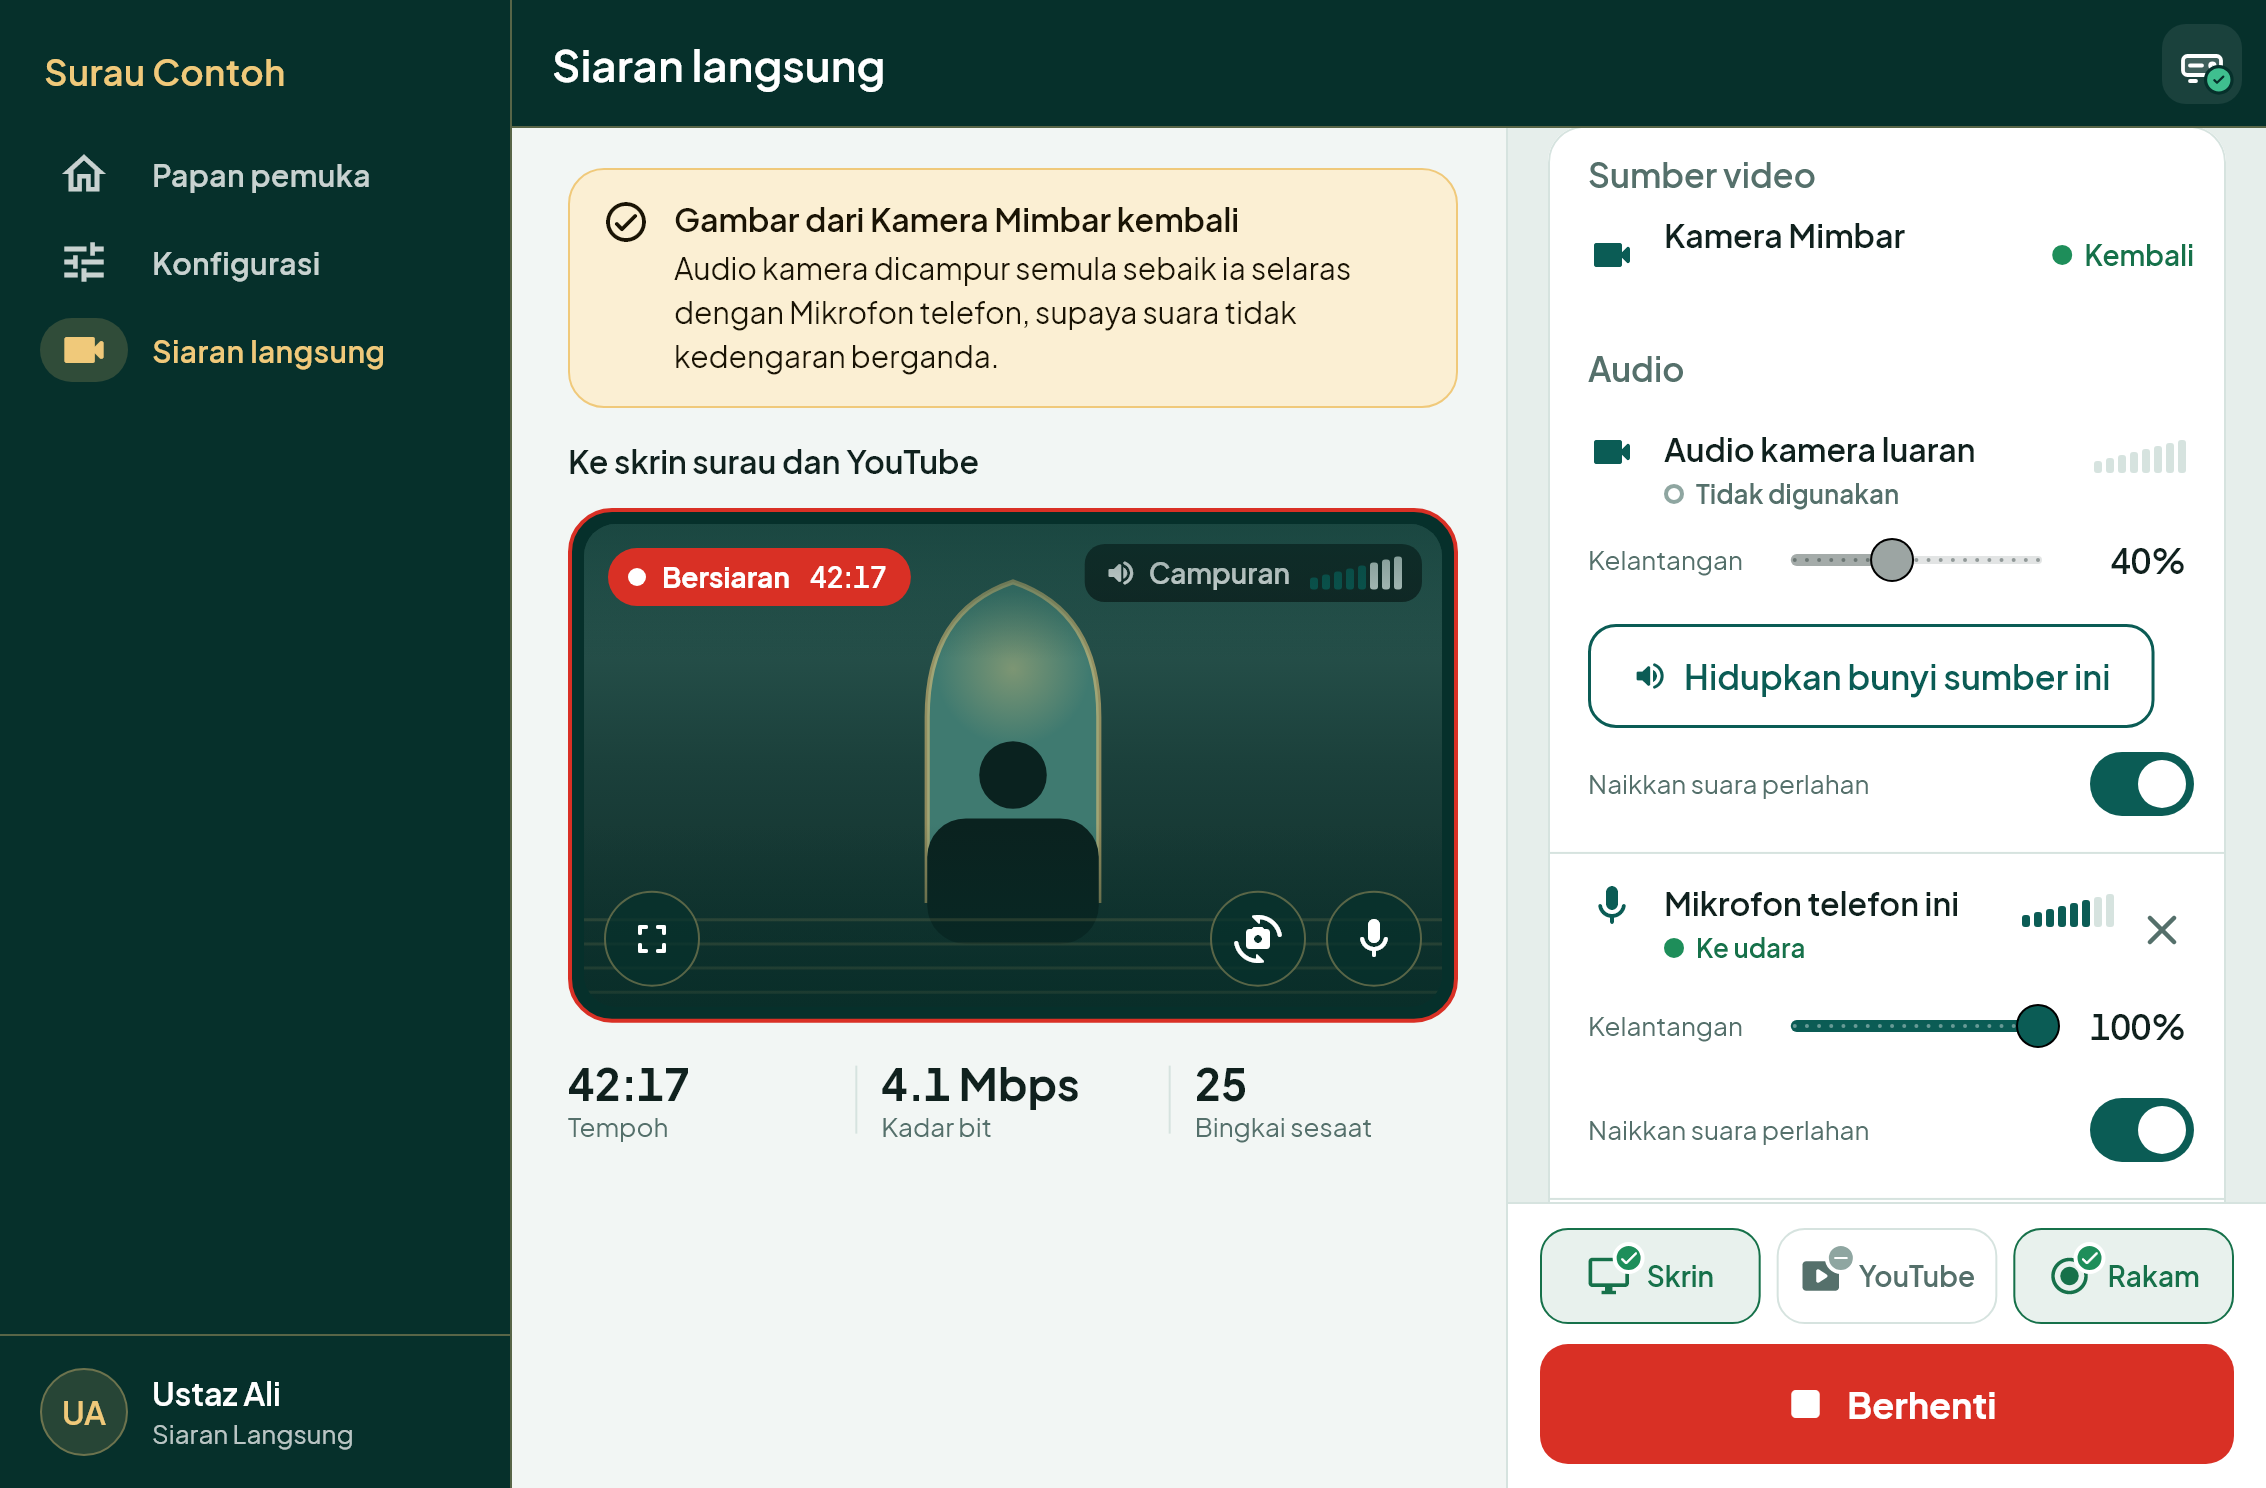 Surau Contoh
Papan pemuka
Konfigurasi
Siaran langsung
UA
Ustaz Ali
Siaran Langsung
Siaran langsung
Gambar dari Kamera Mimbar kembali
Audio kamera dicampur semula sebaik ia selaras
dengan Mikrofon telefon, supaya suara tidak
kedengaran berganda.
Ke skrin surau dan YouTube
Bersiaran 42:17
Campuran
42:17
Tempoh
4.1 Mbps
Kadar bit
25
Bingkai sesaat
Sumber video
Kamera Mimbar
Kembali
Audio
Audio kamera luaran
Tidak digunakan
Kelantangan
40%
Hidupkan bunyi sumber ini
Naikkan suara perlahan
Mikrofon telefon ini
Ke udara
Kelantangan
100%
Naikkan suara perlahan
Skrin
YouTube
Rakam
Berhenti